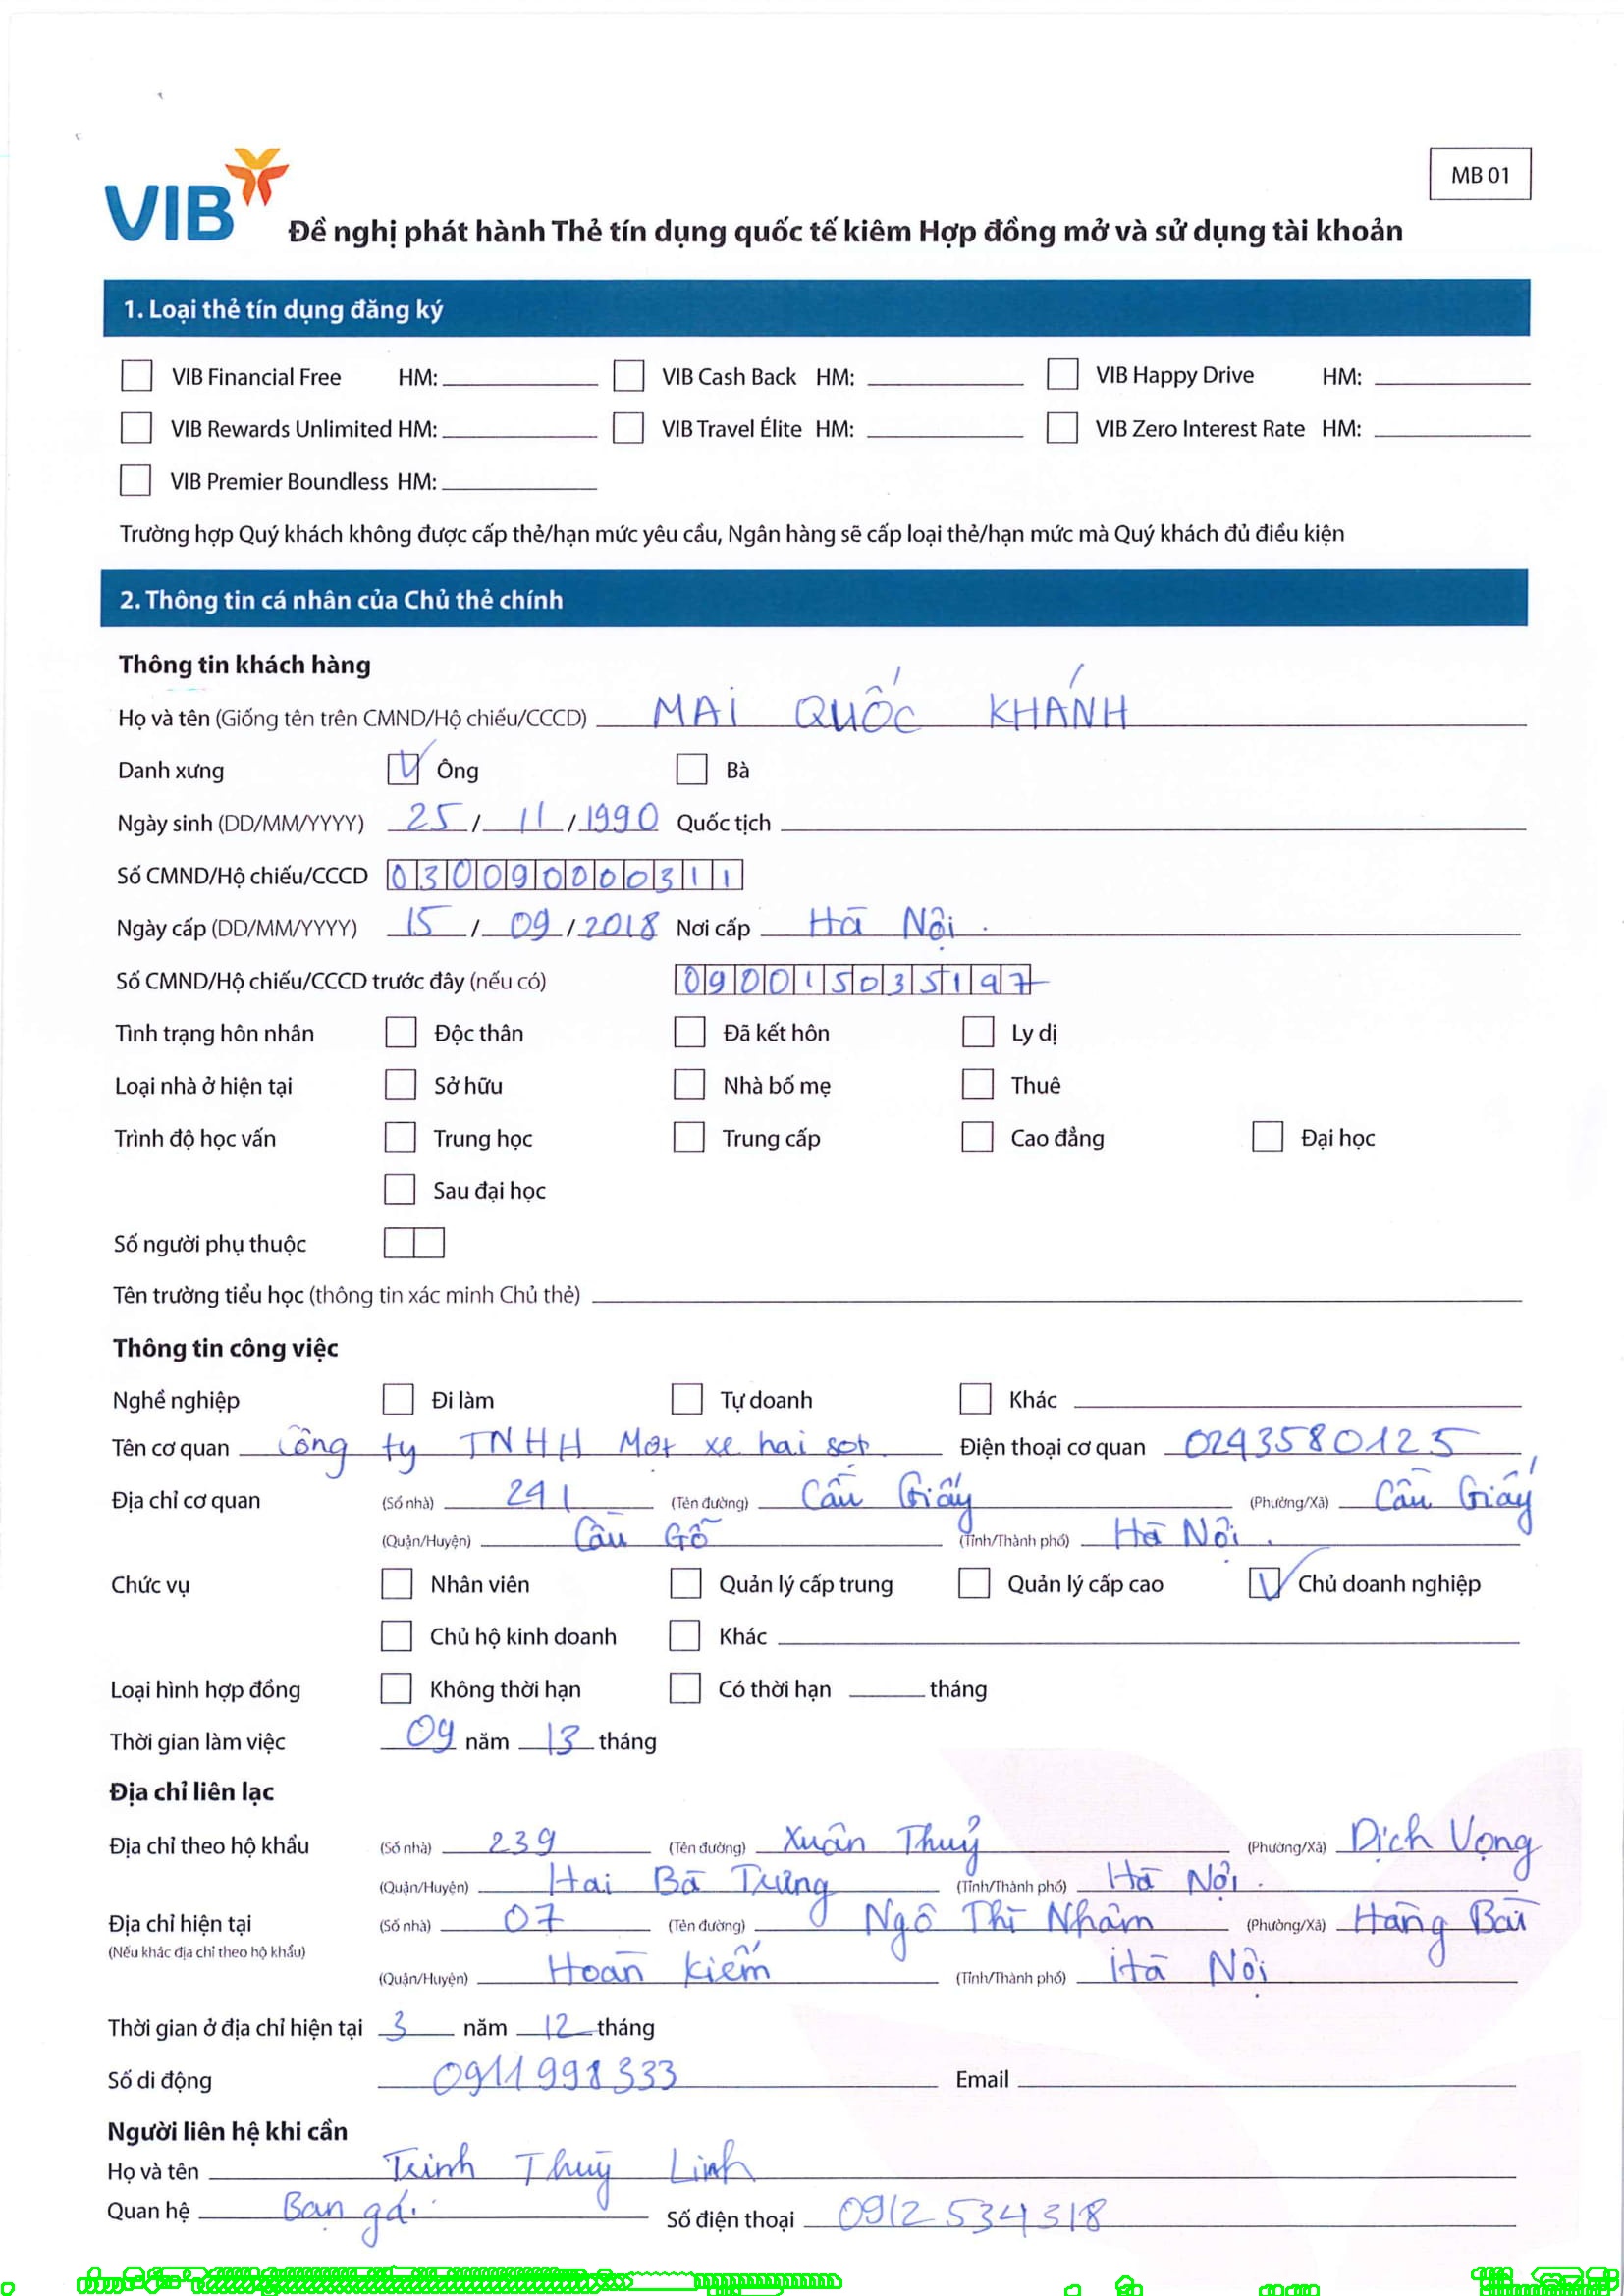 MB 01
VIB
Đề nghị phát hành Thẻ tín dụng quốc tế kiêm Hợp đồng mở và sử dụng tài khoản
1. Loại thẻ tín dụng đăng ký
VIB Financial Free HM: VIB Cash Back HM: VIB Happy Drive HM:
VIB Rewards Unlimited HM: VIB Travel Élite HM: VIB Zero Interest Rate HM:
VIB Premier Boundless HM:
Trường hợp Quý khách không được cấp thẻ/hạn mức yêu cầu, Ngân hàng sẽ cấp loại thẻ/hạn mức mà Quý khách đủ điều kiện
2. Thông tin cá nhân của Chủ thẻ chính
Thông tin khách hàng
Họ và tên (Giống tên trên CMND/Hộ chiếu/CCCD) MAI QUỐC KHÁNH
Danh xưng Ông Bà
Ngày sinh (DD/MM/YYYY) 25 / 11 / 1990 Quốc tịch
Số CMND/Hộ chiếu/CCCD 030090000311
Ngày cấp (DD/MM/YYYY) 15 / 09 / 2018 Nơi cấp Hà Nội.
Số CMND/Hộ chiếu/CCCD trước đây (nếu có) 090015035197
Tình trạng hôn nhân Độc thân Đã kết hôn Ly dị
Loại nhà ở hiện tại Sở hữu Nhà bố mẹ Thuê
Trình độ học vấn Trung học Trung cấp Cao đẳng Đại học
Sau đại học
Số người phụ thuộc
Tên trường tiểu học (thông tin xác minh Chủ thẻ)
Thông tin công việc
Nghề nghiệp Đi làm Tự doanh Khác
Tên cơ quan Công ty TNHH Một xe hai sọt Điện thoại cơ quan 0243580125
Địa chỉ cơ quan (Số nhà) 241 (Tên đường) Cầu Giấy (Phường/Xã) Cầu Giấy
(Quận/Huyện) Cầu Gỗ (Tỉnh/Thành phố) Hà Nội.
Chức vụ Nhân viên Quản lý cấp trung Quản lý cấp cao Chủ doanh nghiệp
Chủ hộ kinh doanh Khác
Loại hình hợp đồng Không thời hạn Có thời hạn tháng
Thời gian làm việc 09 năm 13 tháng
Địa chỉ liên lạc
Địa chỉ theo hộ khẩu (Số nhà) 239 (Tên đường) Xuân Thuỷ (Phường/Xã) Dịch Vọng
(Quận/Huyện) Hai Bà Trưng (Tỉnh/Thành phố) Hà Nội.
Địa chỉ hiện tại (Số nhà) 07 (Tên đường) Ngô Thì Nhậm (Phường/Xã) Hàng Bài
(Nếu khác địa chỉ theo hộ khẩu)
(Quận/Huyện) Hoàn Kiếm (Tỉnh/Thành phố) Hà Nội
Thời gian ở địa chỉ hiện tại 3 năm 12 tháng
Số di động 0911998333 Email
Người liên hệ khi cần
Họ và tên Trịnh Thuỳ Linh
Quan hệ Bạn gái Số điện thoại 0912534318